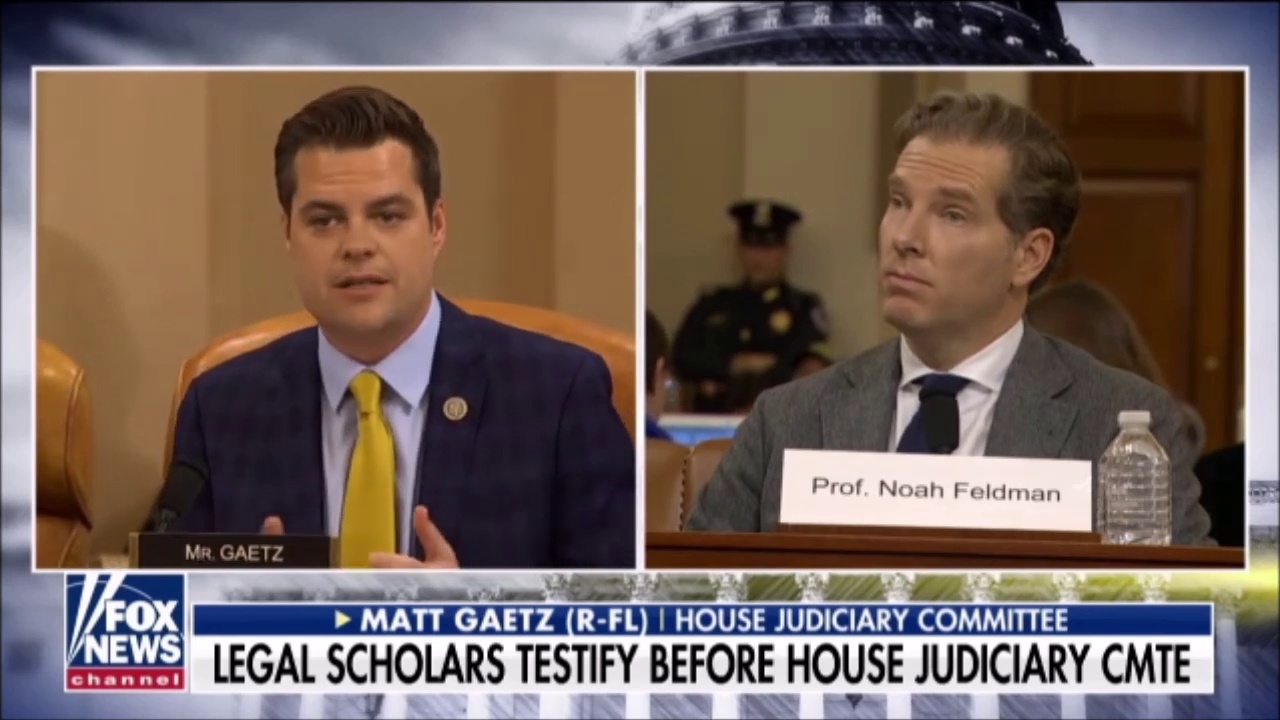 MR. GAETZ
Prof. Noah Feldman
FOX
NEWS
channel
MATT GAETZ (R-FL) | HOUSE JUDICIARY COMMITTEE
LEGAL SCHOLARS TESTIFY BEFORE HOUSE JUDICIARY CMTE